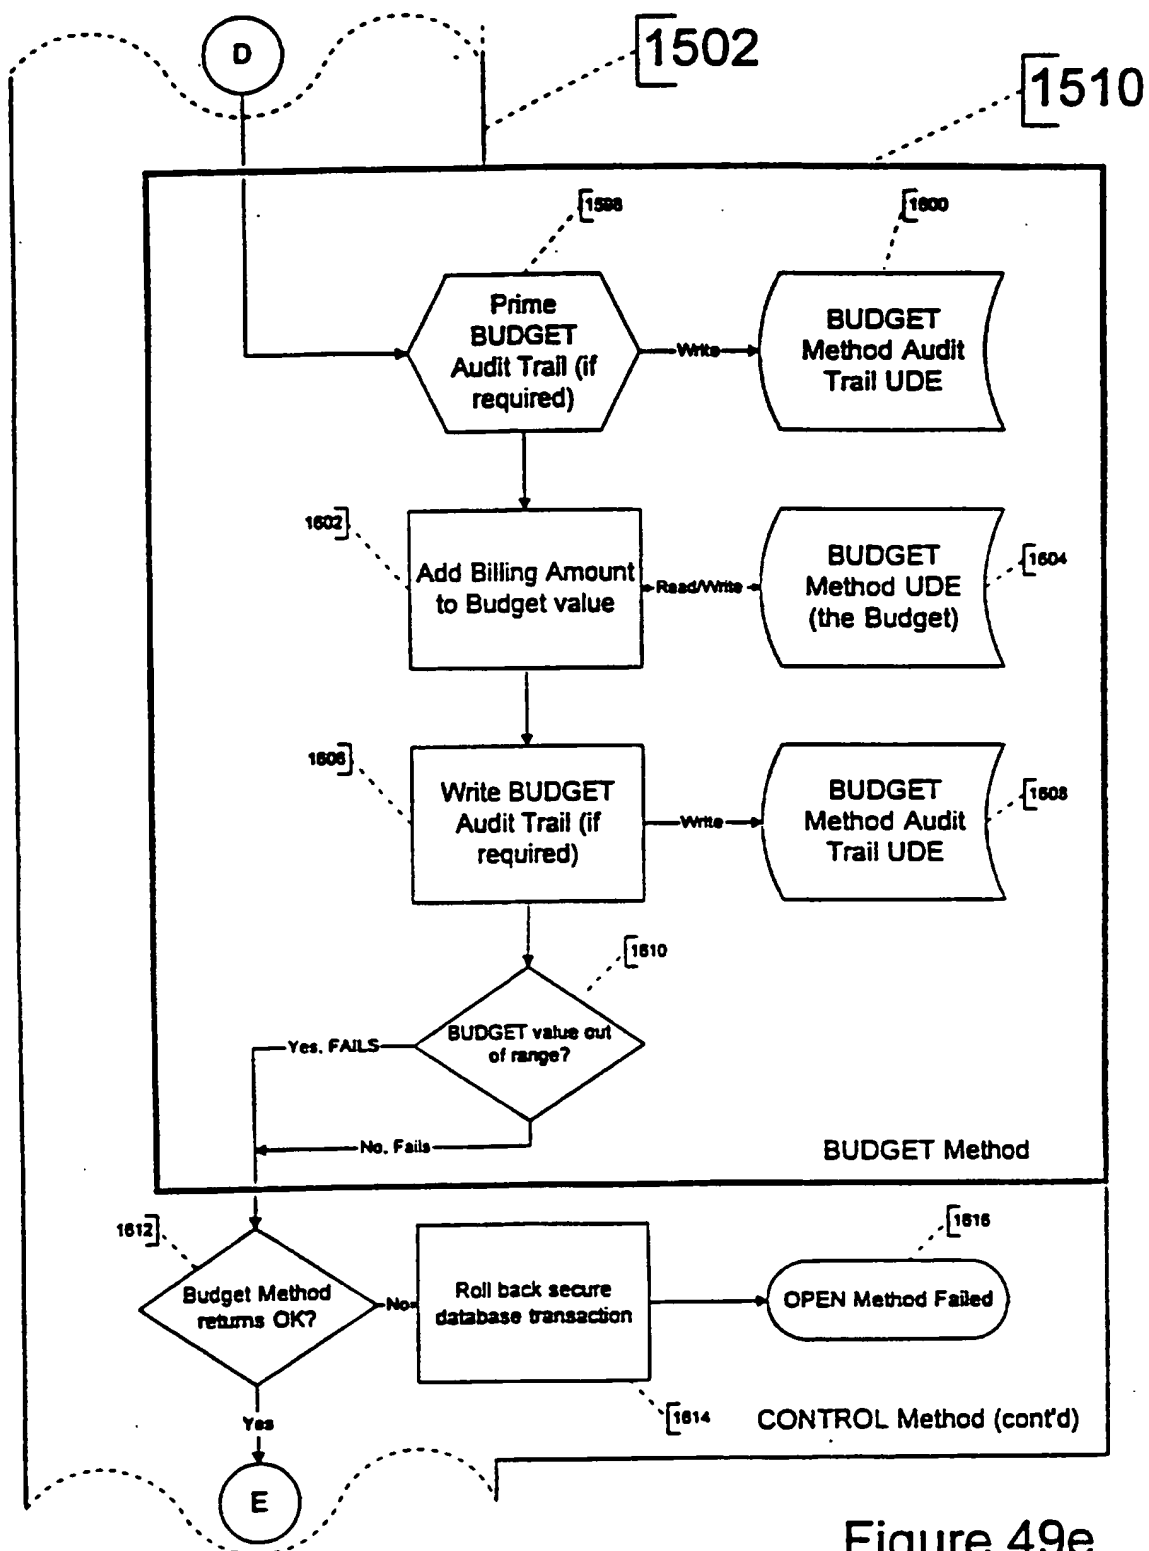 D
1502
1510
1598
1600
Prime
BUDGET
Audit Trail (if
required)
Write
BUDGET
Method Audit
Trail UDE
1602
Add Billing Amount
to Budget value
Read/Write
BUDGET
Method UDE
(the Budget)
1604
1606
Write BUDGET
Audit Trail (if
required)
Write
BUDGET
Method Audit
Trail UDE
1608
1610
BUDGET value out
of range?
Yes, FAILS
No, Fails
BUDGET Method
1612
Budget Method
returns OK?
No
Roll back secure
database transaction
1616
OPEN Method Failed
1614
CONTROL Method (cont'd)
Yes
E
Figure 49e